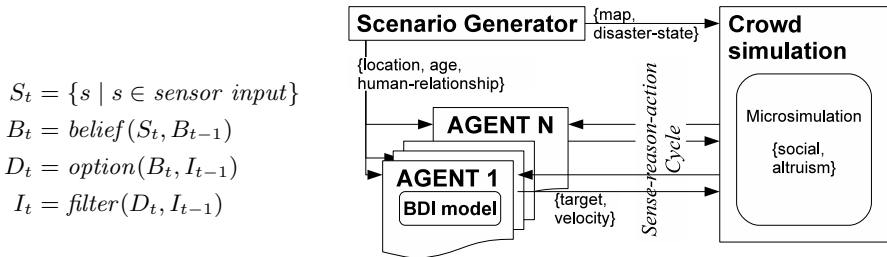 S_t = {s | s ∈ sensor input}
B_t = belief(S_t, B_{t-1})
D_t = option(B_t, I_{t-1})
I_t = filter(D_t, I_{t-1})
Scenario Generator
{map,
disaster-state}
Crowd
simulation
{location, age,
human-relationship}
AGENT N
AGENT 1
BDI model
{target,
velocity}
Sense-reason-action
Cycle
Microsimulation
{social,
altruism}